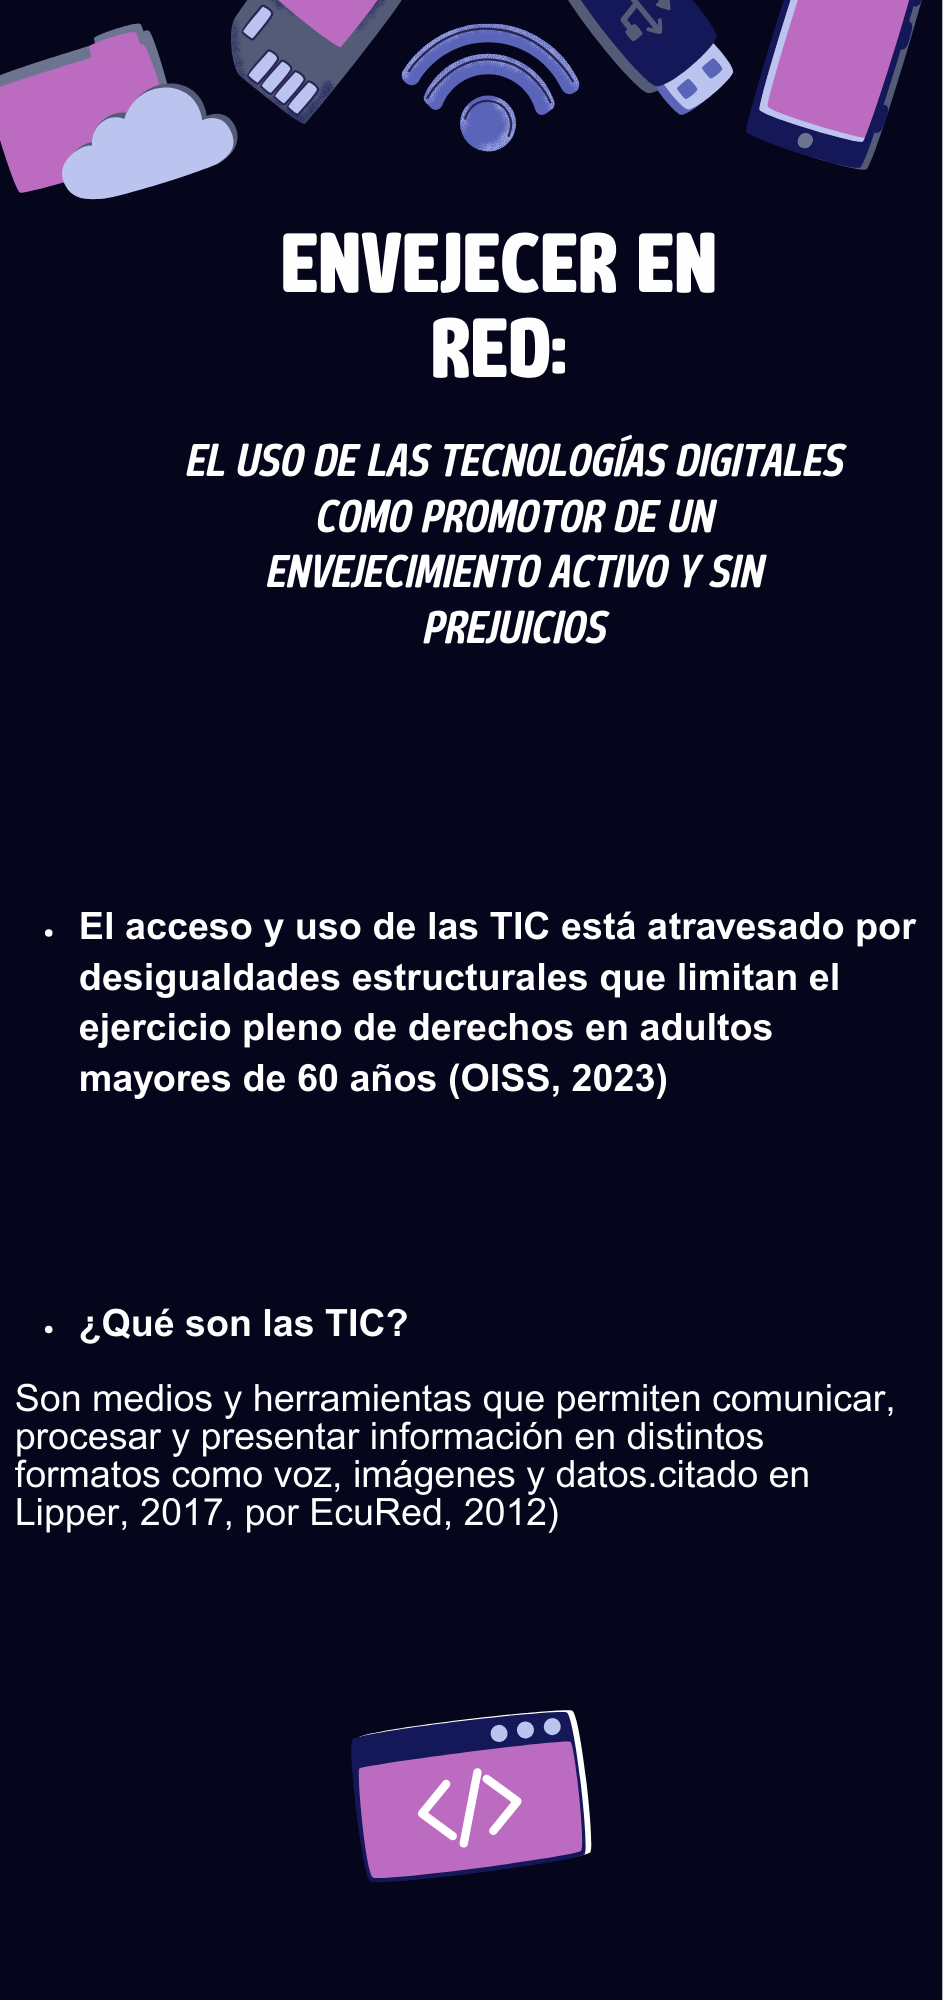 ENVEJECER EN
RED:
EL USO DE LAS TECNOLOGÍAS DIGITALES
COMO PROMOTOR DE UN
ENVEJECIMIENTO ACTIVO Y SIN
PREJUICIOS
• El acceso y uso de las TIC está atravesado por
desigualdades estructurales que limitan el
ejercicio pleno de derechos en adultos
mayores de 60 años (OISS, 2023)
• ¿Qué son las TIC?
Son medios y herramientas que permiten comunicar,
procesar y presentar información en distintos
formatos como voz, imágenes y datos.citado en
Lipper, 2017, por EcuRed, 2012)